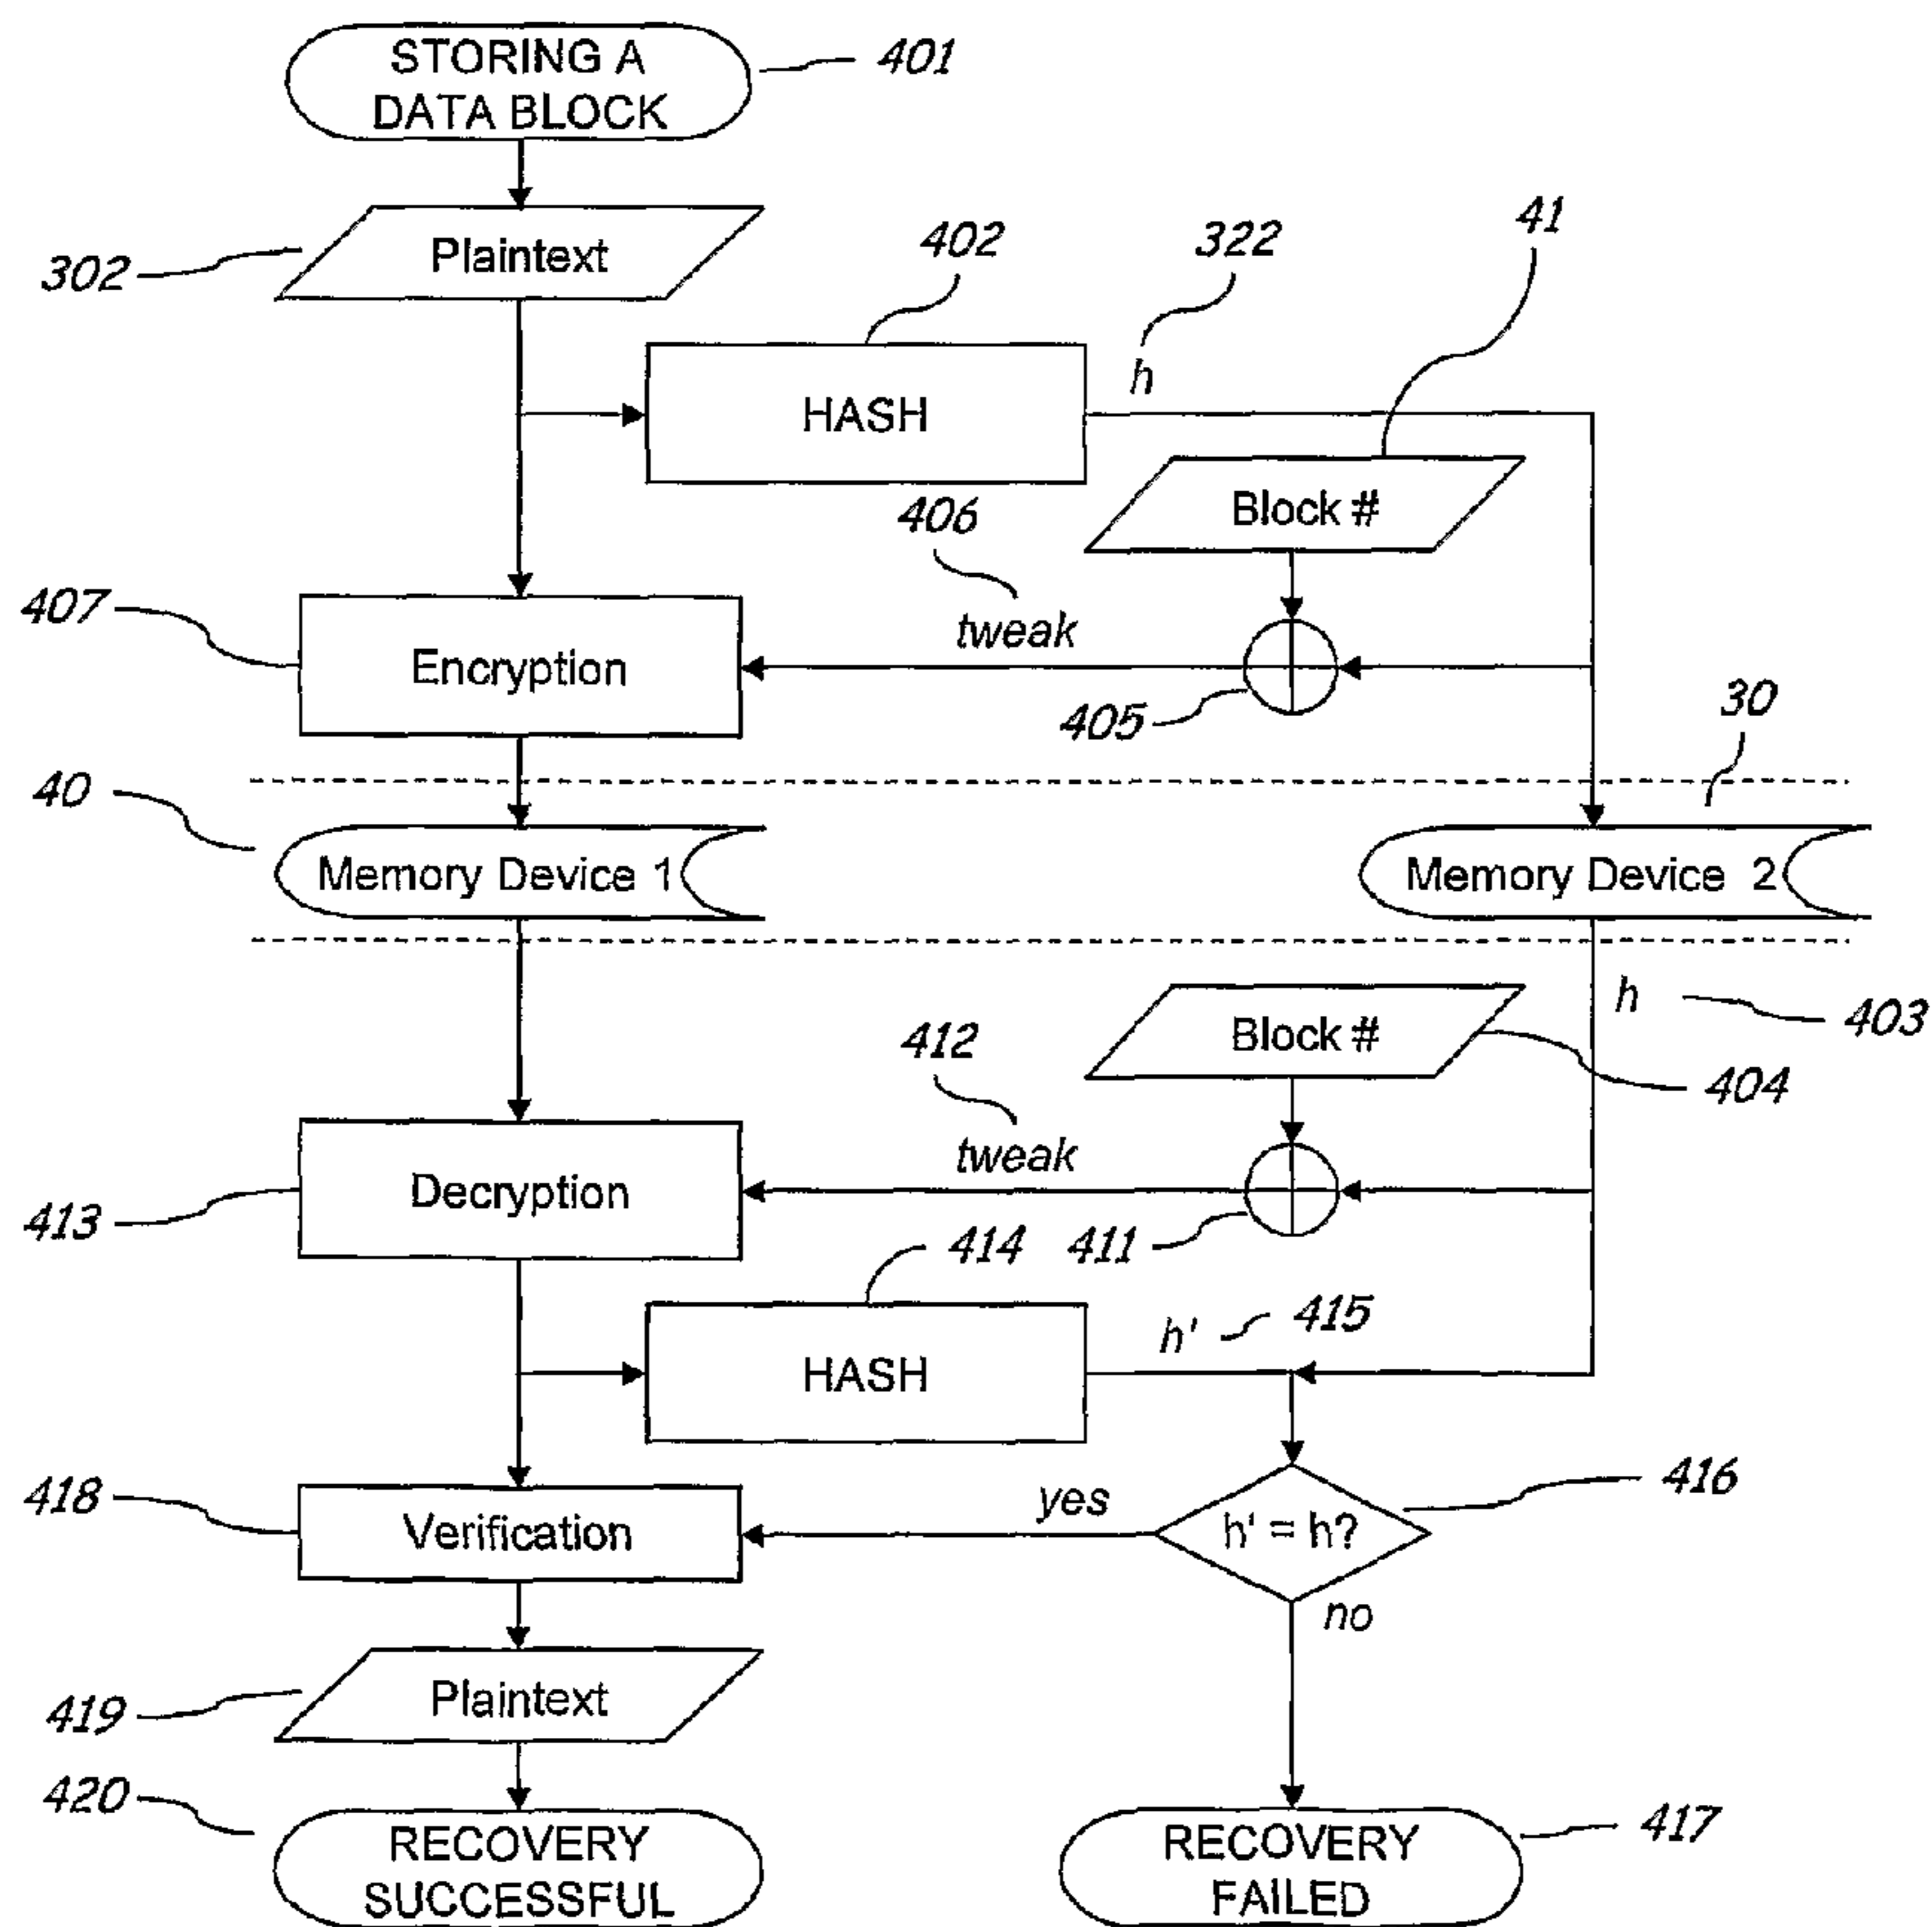 STORING A
DATA BLOCK
401
302
Plaintext
402
322
41
h
HASH
Block #
406
tweak
407
Encryption
405
30
40
Memory Device 1
Memory Device 2
h
403
Block #
404
412
tweak
413
Decryption
414
411
h' 415
HASH
418
Verification
yes
h' = h?
416
no
419
Plaintext
420
RECOVERY
SUCCESSFUL
RECOVERY
FAILED
417